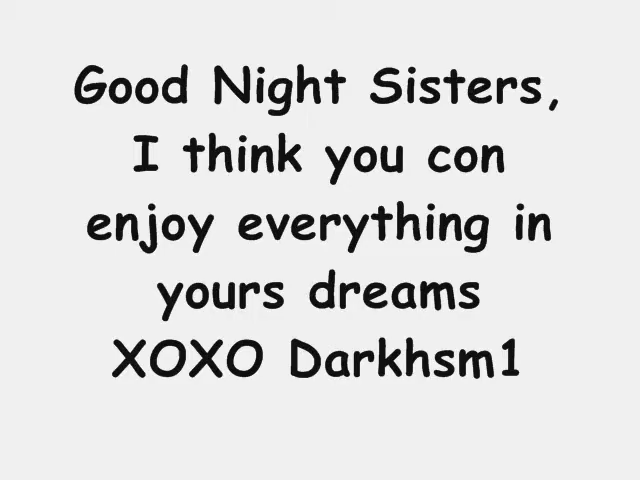 Good Night Sisters,
I think you con
enjoy everything in
yours dreams
XOXO Darkhsm1